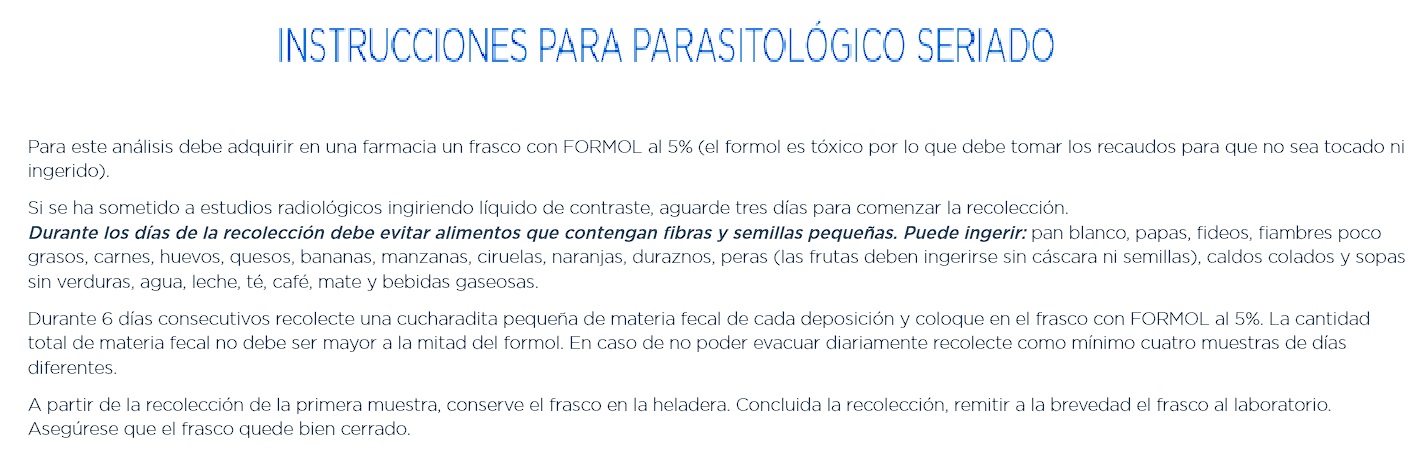 INSTRUCCIONES PARA PARASITOLÓGICO SERIADO
Para este análisis debe adquirir en una farmacia un frasco con FORMOL al 5% (el formol es tóxico por lo que debe tomar los recaudos para que no sea tocado ni
ingerido).
Si se ha sometido a estudios radiológicos ingiriendo líquido de contraste, aguarde tres días para comenzar la recolección.
Durante los días de la recolección debe evitar alimentos que contengan fibras y semillas pequeñas. Puede ingerir: pan blanco, papas, fideos, fiambres poco
grasos, carnes, huevos, quesos, bananas, manzanas, ciruelas, naranjas, duraznos, peras (las frutas deben ingerirse sin cáscara ni semillas), caldos colados y sopas
sin verduras, agua, leche, té, café, mate y bebidas gaseosas.
Durante 6 días consecutivos recolecte una cucharadita pequeña de materia fecal de cada deposición y coloque en el frasco con FORMOL al 5%. La cantidad
total de materia fecal no debe ser mayor a la mitad del formol. En caso de no poder evacuar diariamente recolecte como mínimo cuatro muestras de días
diferentes.
A partir de la recolección de la primera muestra, conserve el frasco en la heladera. Concluida la recolección, remitir a la brevedad el frasco al laboratorio.
Asegúrese que el frasco quede bien cerrado.